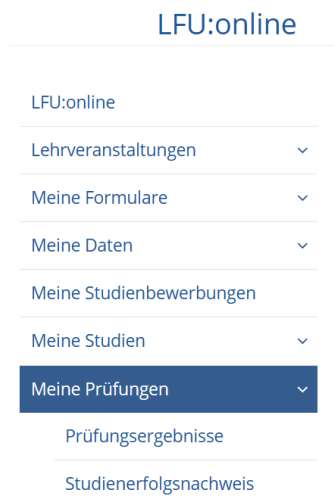 LFU:online
LFU:online
Lehrveranstaltungen
Meine Formulare
Meine Daten
Meine Studienbewerbungen
Meine Studien
Meine Prüfungen
Prüfungsergebnisse
Studienerfolgsnachweis